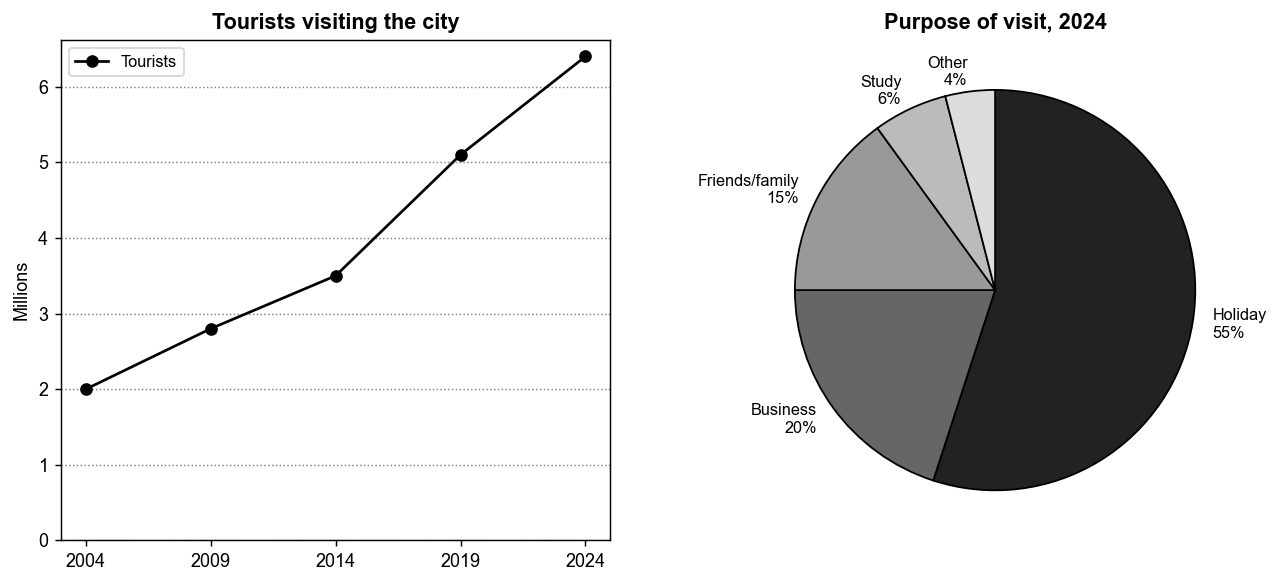 Tourists visiting the city
Tourists
Millions
6
5
4
3
2
1
0
2004 2009 2014 2019 2024
Purpose of visit, 2024
Other
4%
Study
6%
Friends/family
15%
Business
20%
Holiday
55%